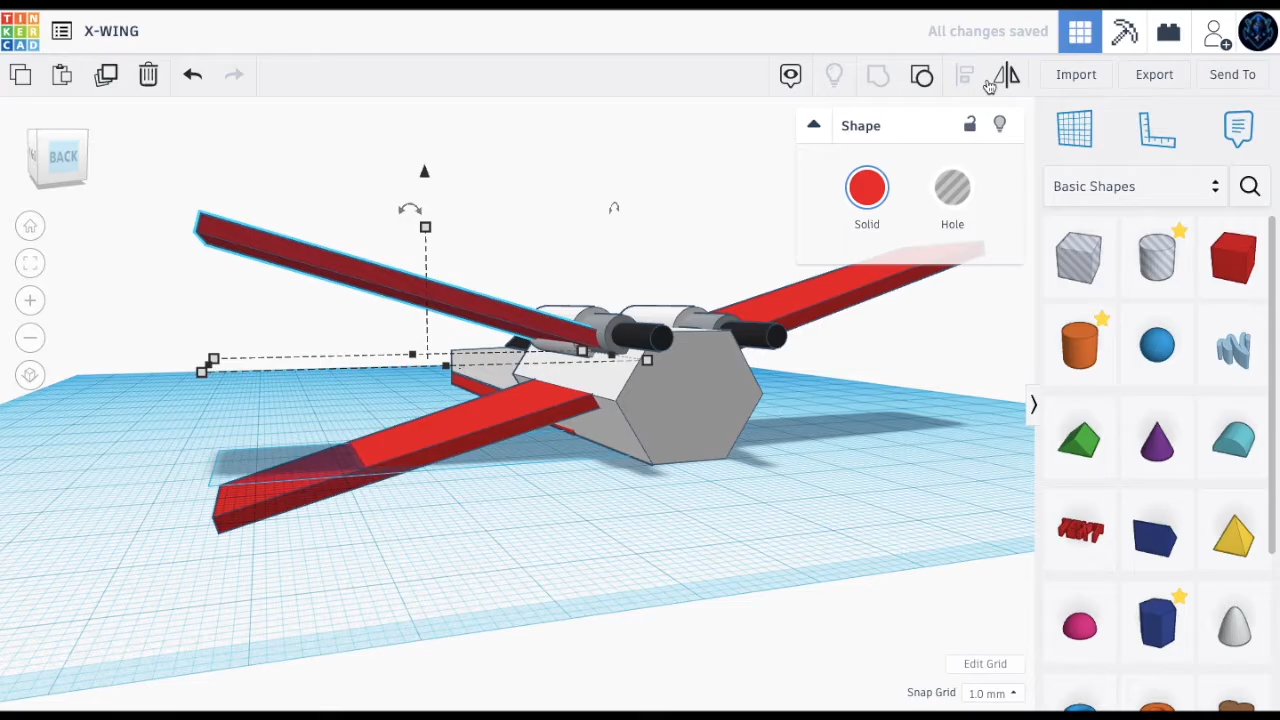 TIN
KER
CAD
X-WING
All changes saved
Import
Export
Send To
Shape
Solid
Hole
BACK
Basic Shapes
TEXT
Edit Grid
Snap Grid
1.0 mm